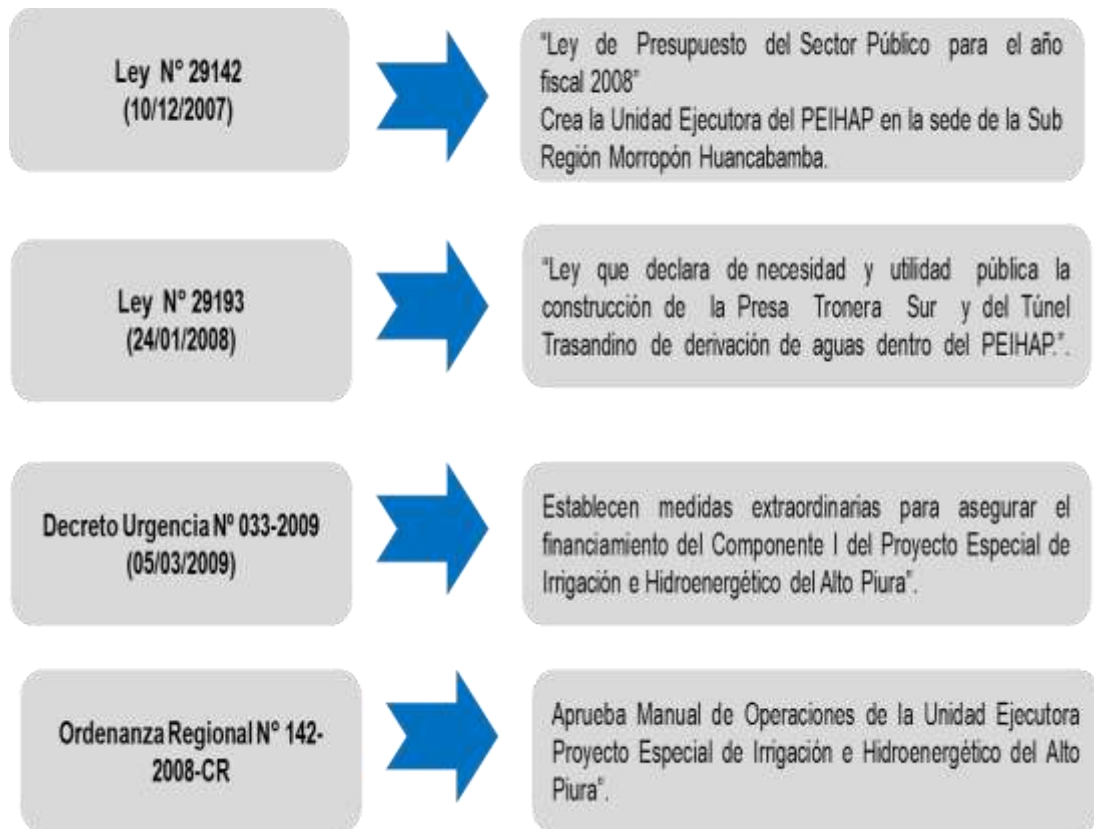 Ley N° 29142
(10/12/2007)
"Ley de Presupuesto del Sector Público para el año
fiscal 2008"
Crea la Unidad Ejecutora del PEIHAP en la sede de la Sub
Región Morropón Huancabamba.
Ley N° 29193
(24/01/2008)
"Ley que declara de necesidad y utilidad pública la
construcción de la Presa Tronera Sur y del Túnel
Trasandino de derivación de aguas dentro del PEIHAP.".
Decreto Urgencia Nº 033-2009
(05/03/2009)
Establecen medidas extraordinarias para asegurar el
financiamiento del Componente I del Proyecto Especial de
Irrigación e Hidroenergético del Alto Piura".
Ordenanza Regional N° 142-
2008-CR
Aprueba Manual de Operaciones de la Unidad Ejecutora
Proyecto Especial de Irrigación e Hidroenergético del Alto
Piura".